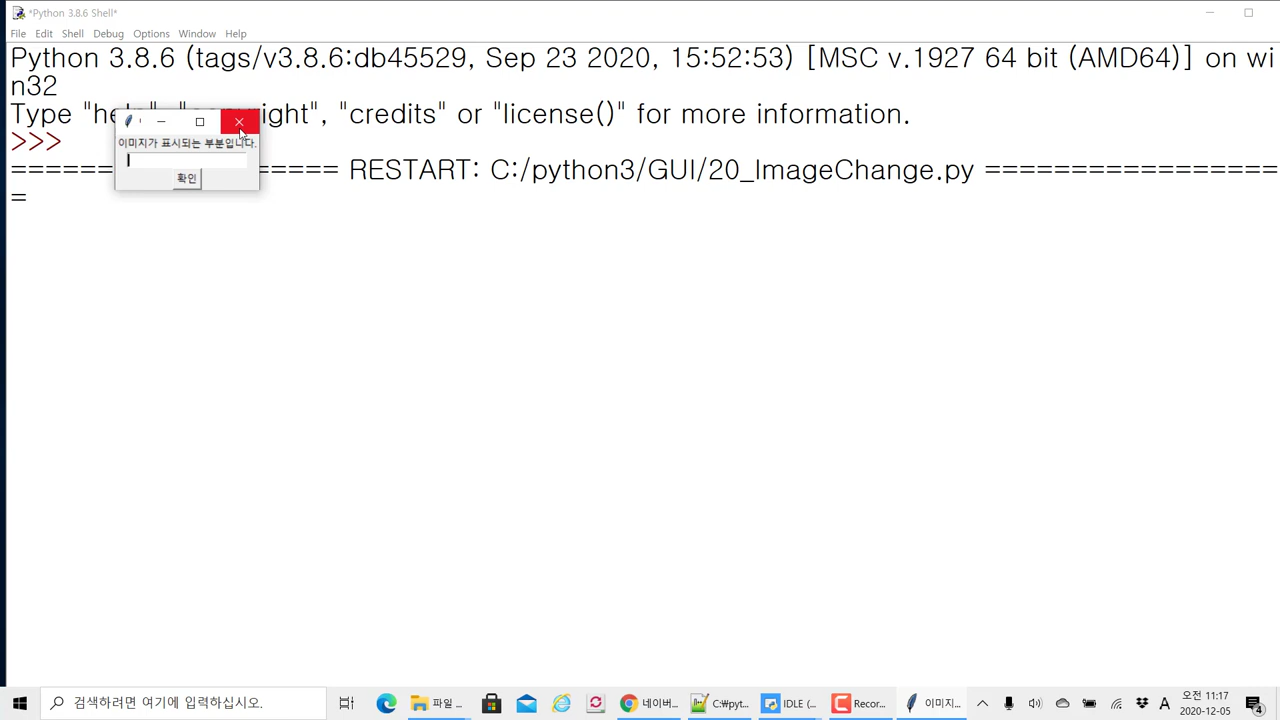 *Python 3.8.6 Shell*
File Edit Shell Debug Options Window Help
Python 3.8.6 (tags/v3.8.6:db45529, Sep 23 2020, 15:52:53) [MSC v.1927 64 bit (AMD64)] on wi
n32
Type "help", "copyright", "credits" or "license()" for more information.
>>>
이미지가 표시되는 부분입니다.
확인
================ RESTART: C:/python3/GUI/20_ImageChange.py ================
=
검색하려면 여기에 입력하십시오.
파일 ...
네이버...
C:₩pyt...
IDLE (...
Recor...
이미지...
A
오전 11:17
2020-12-05
4